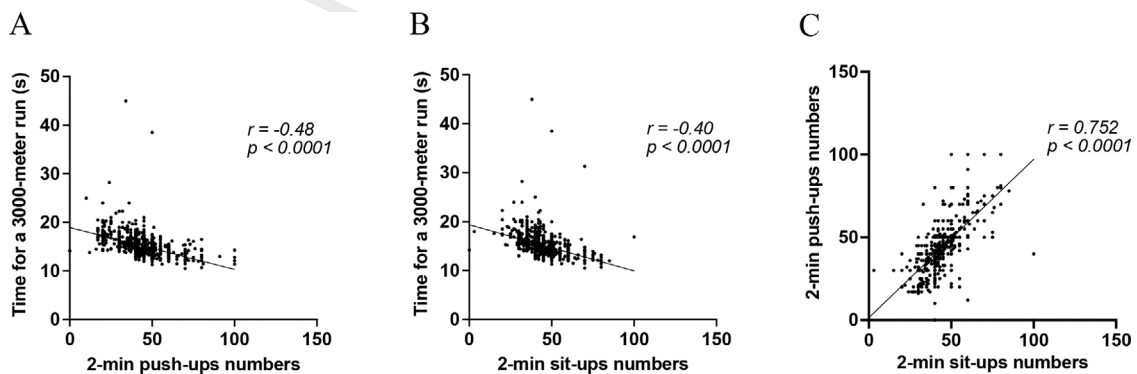 A
Time for a 3000-meter run (s)
50
40
30
20
10
0
r = -0.48
p < 0.0001
0 50 100 150
2-min push-ups numbers
B
Time for a 3000-meter run (s)
50
40
30
20
10
0
r = -0.40
p < 0.0001
0 50 100 150
2-min sit-ups numbers
C
2-min push-ups numbers
150
100
50
0
r = 0.752
p < 0.0001
0 50 100 150
2-min sit-ups numbers